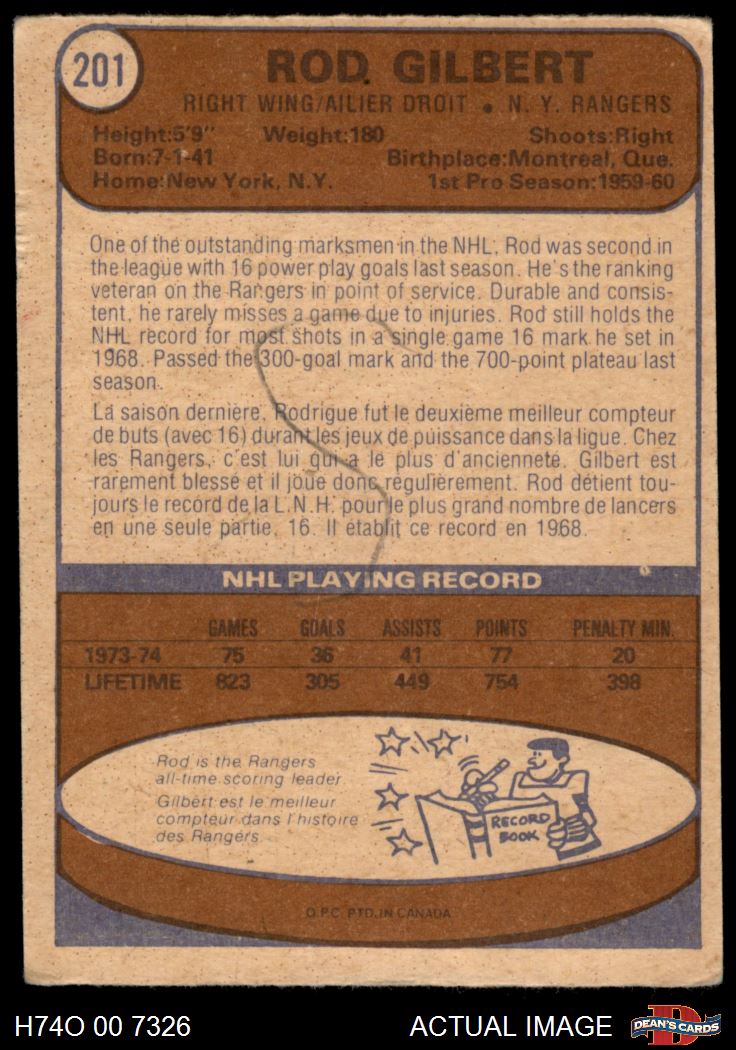 201
ROD GILBERT
RIGHT WING/AILIER DROIT • N. Y. RANGERS
Height:5'9" Weight:180 Shoots:Right
Born:7-1-41 Birthplace:Montreal, Que.
Home:New York, N.Y. 1st Pro Season:1959-60
One of the outstanding marksmen in the NHL, Rod was second in
the league with 16 power play goals last season. He's the ranking
veteran on the Rangers in point of service. Durable and consis-
tent, he rarely misses a game due to injuries. Rod still holds the
NHL record for most shots in a single game 16 mark he set in
1968. Passed the 300-goal mark and the 700-point plateau last
season.
La saison dernière, Rodrigue fut le deuxième meilleur compteur
de buts (avec 16) durant les jeux de puissance dans la ligue. Chez
les Rangers, c'est lui qui a le plus d'ancienneté. Gilbert est
rarement blessé et il joue donc régulièrement. Rod détient tou-
jours le record de la L.N.H. pour le plus grand nombre de lancers
en une seule partie, 16. Il établit ce record en 1968.
NHL PLAYING RECORD
GAMES GOALS ASSISTS POINTS PENALTY MIN.
1973-74 75 36 41 77 20
LIFETIME 823 305 449 754 398
Rod is the Rangers
all-time scoring leader.
Gilbert est le meilleur
compteur dans l'histoire
des Rangers.
RECORD
BOOK
O.P.C. PTD. IN CANADA
H74O 00 7326 ACTUAL IMAGE DEAN'S CARDS